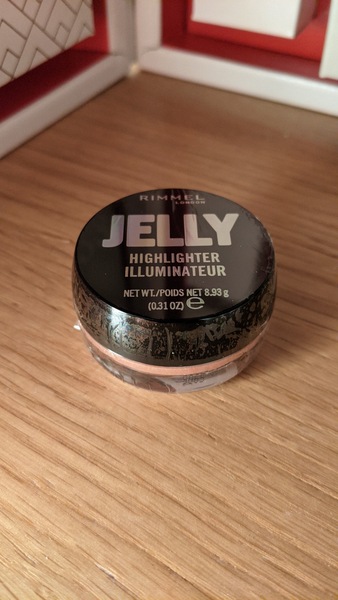 RIMMEL
LONDON
JELLY
HIGHLIGHTER
ILLUMINATEUR
NET WT./POIDS NET 8.93 g
(0.31 OZ) ℮